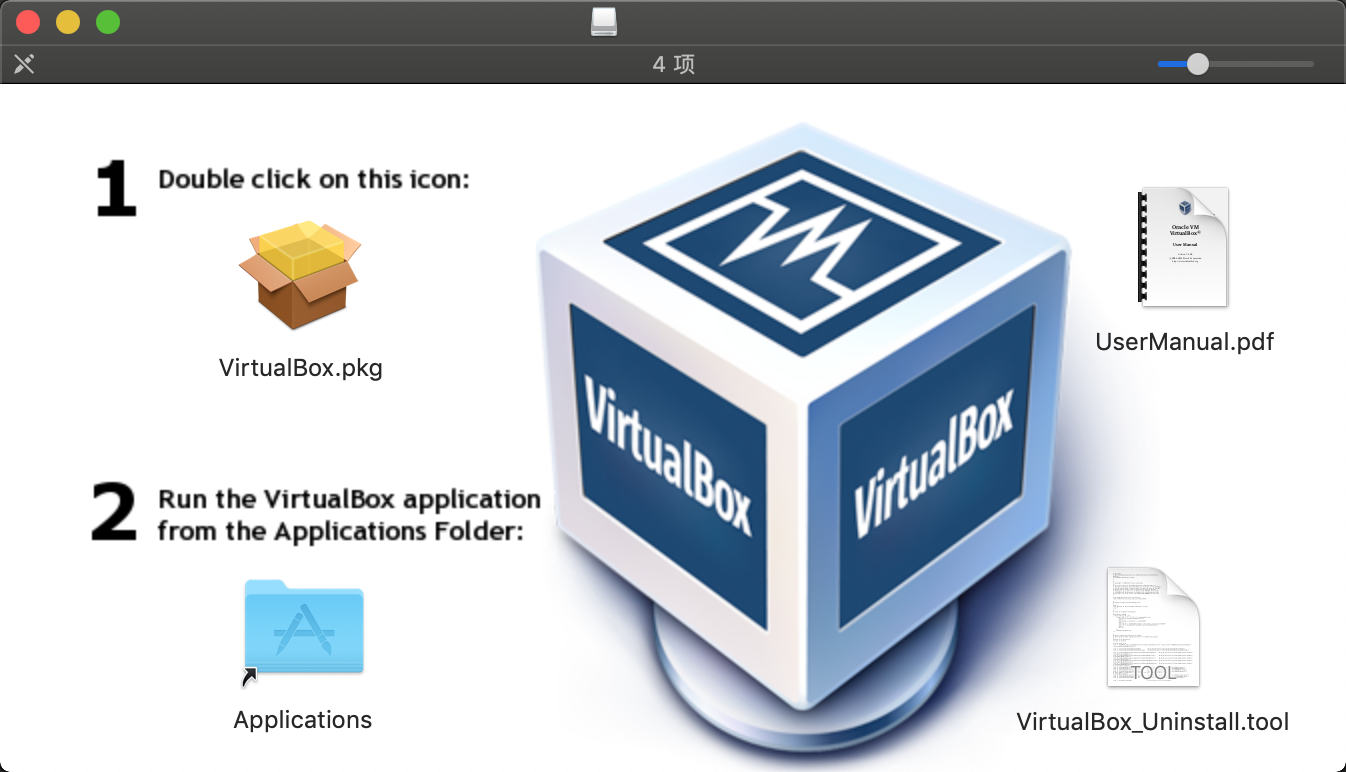 4 项
1
Double click on this icon:
VirtualBox.pkg
2
Run the VirtualBox application
from the Applications Folder:
Applications
VirtualBox
VirtualBox
Oracle VM
VirtualBox®
User Manual
UserManual.pdf
TOOL
VirtualBox_Uninstall.tool